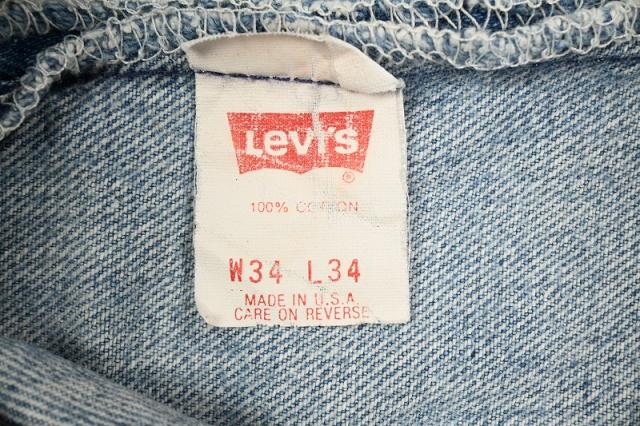 Levi's
®
100% COTTON
W34 L34
MADE IN U.S.A.
CARE ON REVERSE